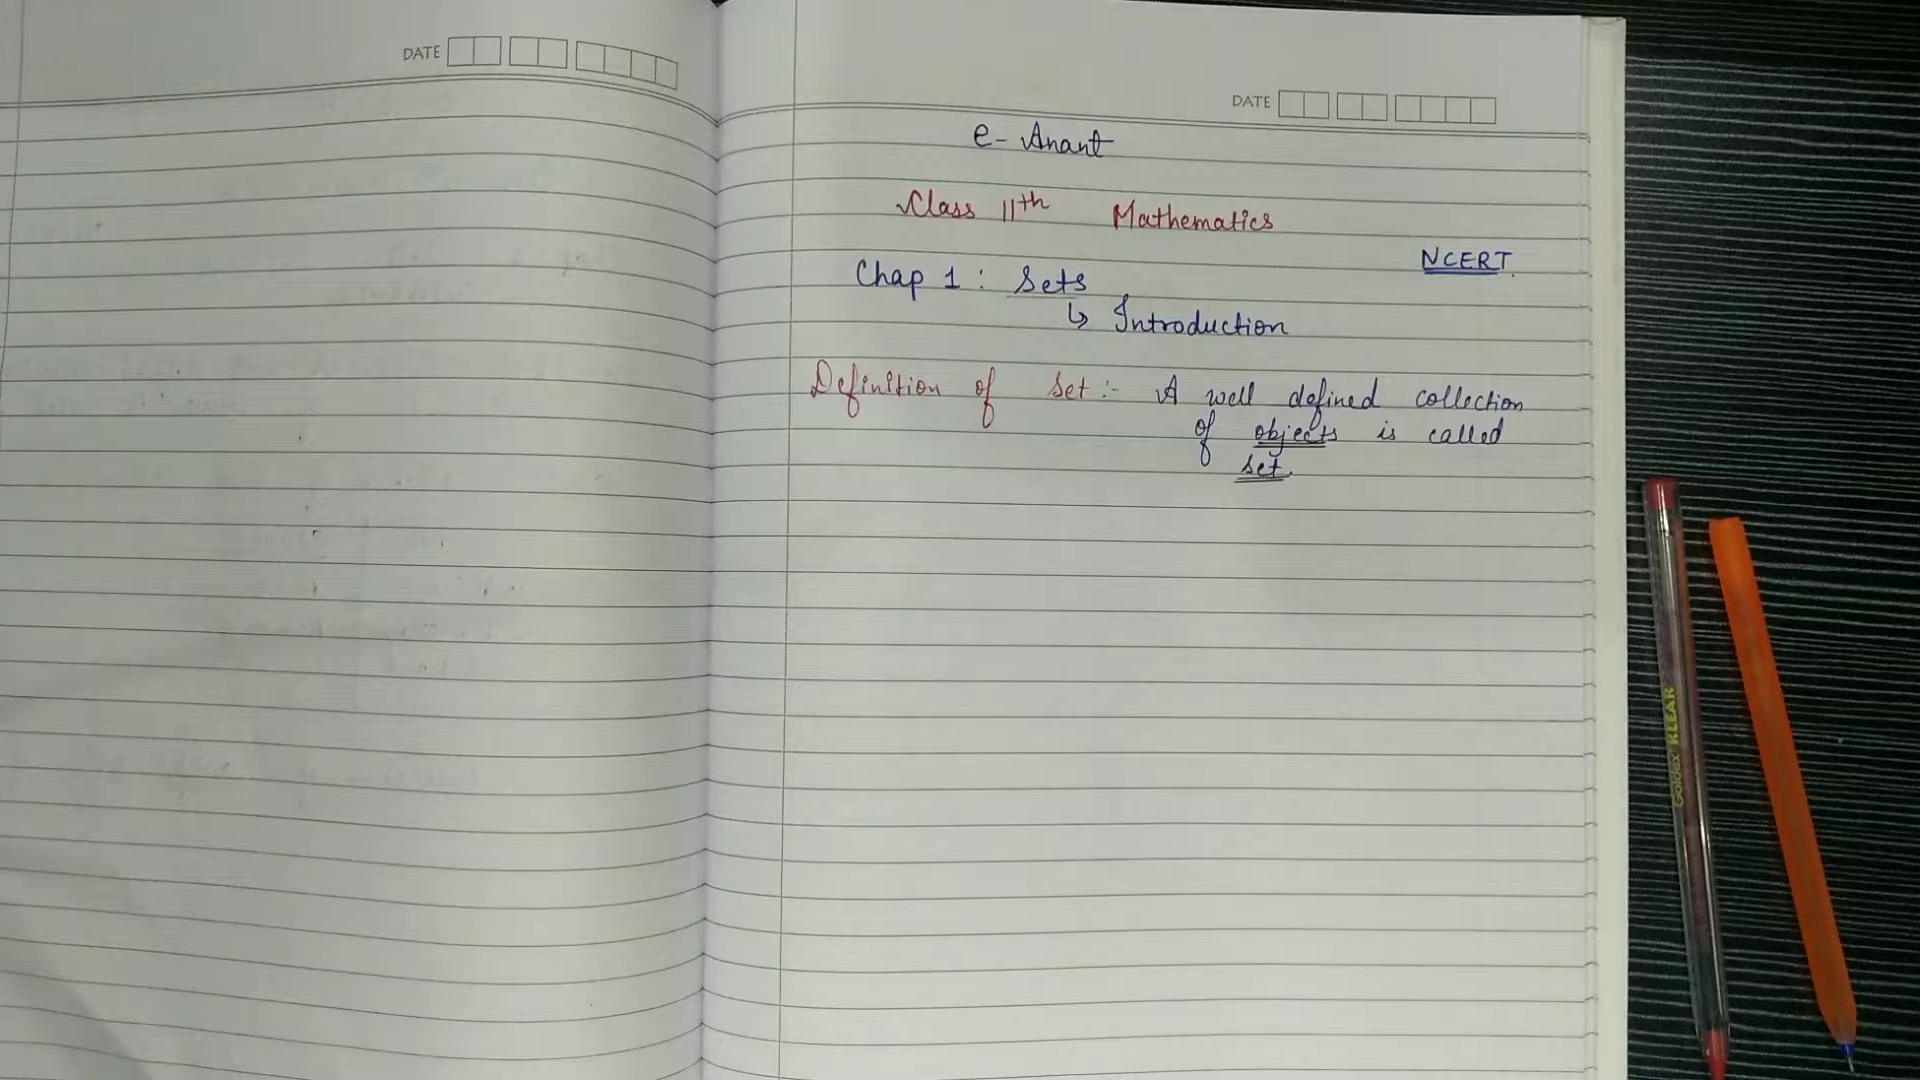 DATE
DATE
e- Anant
Class 11th Mathematics
NCERT.
Chap 1 : Sets
↳ Introduction
Definition of Set :- A well defined collection
of objects is called
set.
Goldex KLEAR